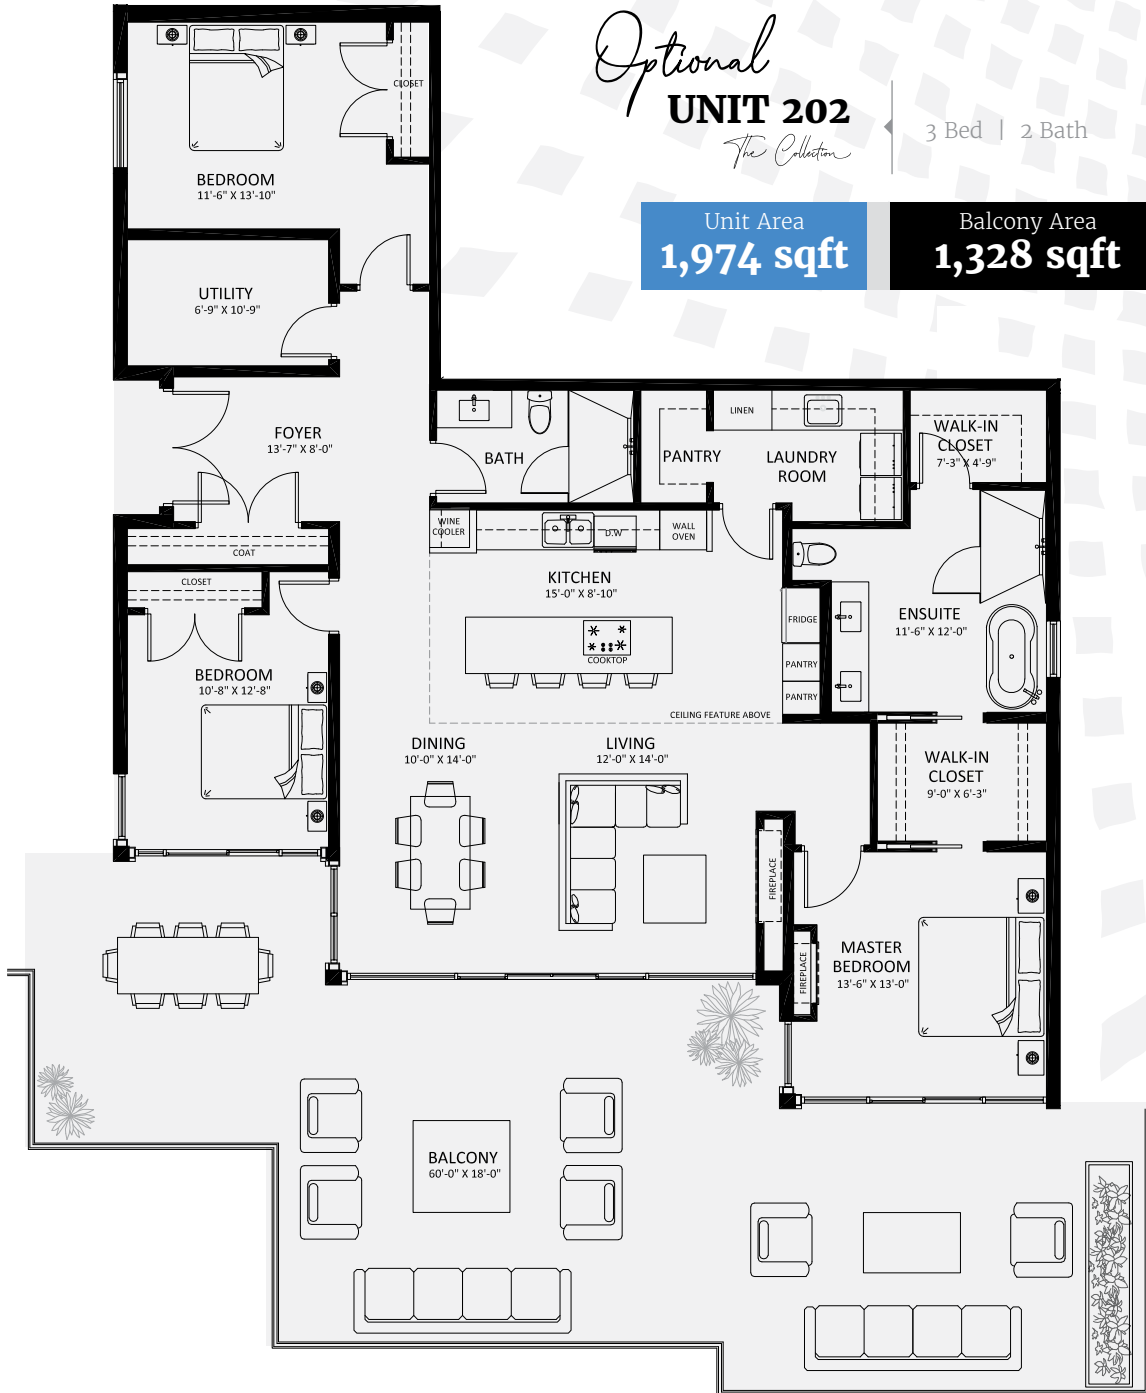 Optional
UNIT 202
The Collection
3 Bed | 2 Bath
Unit Area
1,974 sqft
Balcony Area
1,328 sqft
CLOSET
BEDROOM
11'-6" X 13'-10"
UTILITY
6'-9" X 10'-9"
FOYER
13'-7" X 8'-0"
COAT
CLOSET
BEDROOM
10'-8" X 12'-8"
BATH
PANTRY
LINEN
LAUNDRY
ROOM
WALK-IN
CLOSET
7'-3" X 4'-9"
WINE
COOLER
D.W
WALL
OVEN
KITCHEN
15'-0" X 8'-10"
COOKTOP
FRIDGE
PANTRY
PANTRY
ENSUITE
11'-6" X 12'-0"
CEILING FEATURE ABOVE
DINING
10'-0" X 14'-0"
LIVING
12'-0" X 14'-0"
WALK-IN
CLOSET
9'-0" X 6'-3"
FIREPLACE
FIREPLACE
MASTER
BEDROOM
13'-6" X 13'-0"
BALCONY
60'-0" X 18'-0"